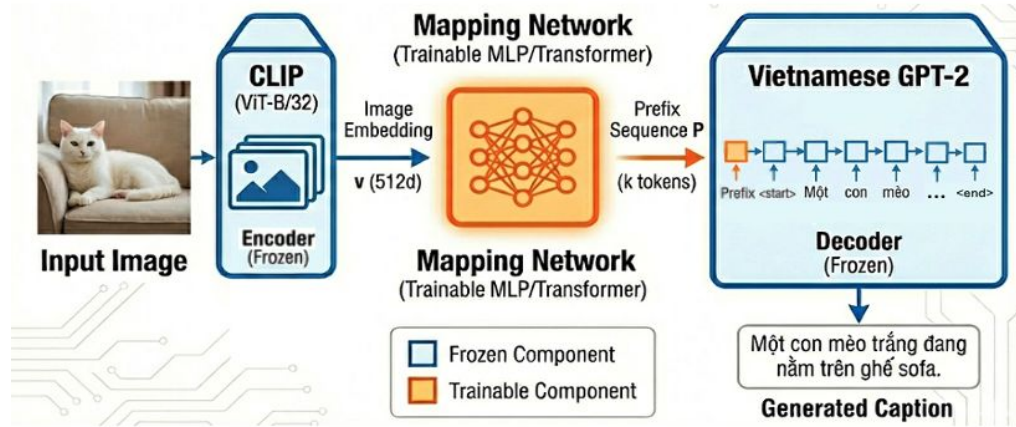 Mapping Network
(Trainable MLP/Transformer)
CLIP
(ViT-B/32)
Encoder
(Frozen)
Input Image
Image
Embedding
v (512d)
Prefix
Sequence P
(k tokens)
Mapping Network
(Trainable MLP/Transformer)
Vietnamese GPT-2
Prefix <start> Một con mèo ... <end>
Decoder
(Frozen)
Frozen Component
Trainable Component
Một con mèo trắng đang
nằm trên ghế sofa.
Generated Caption